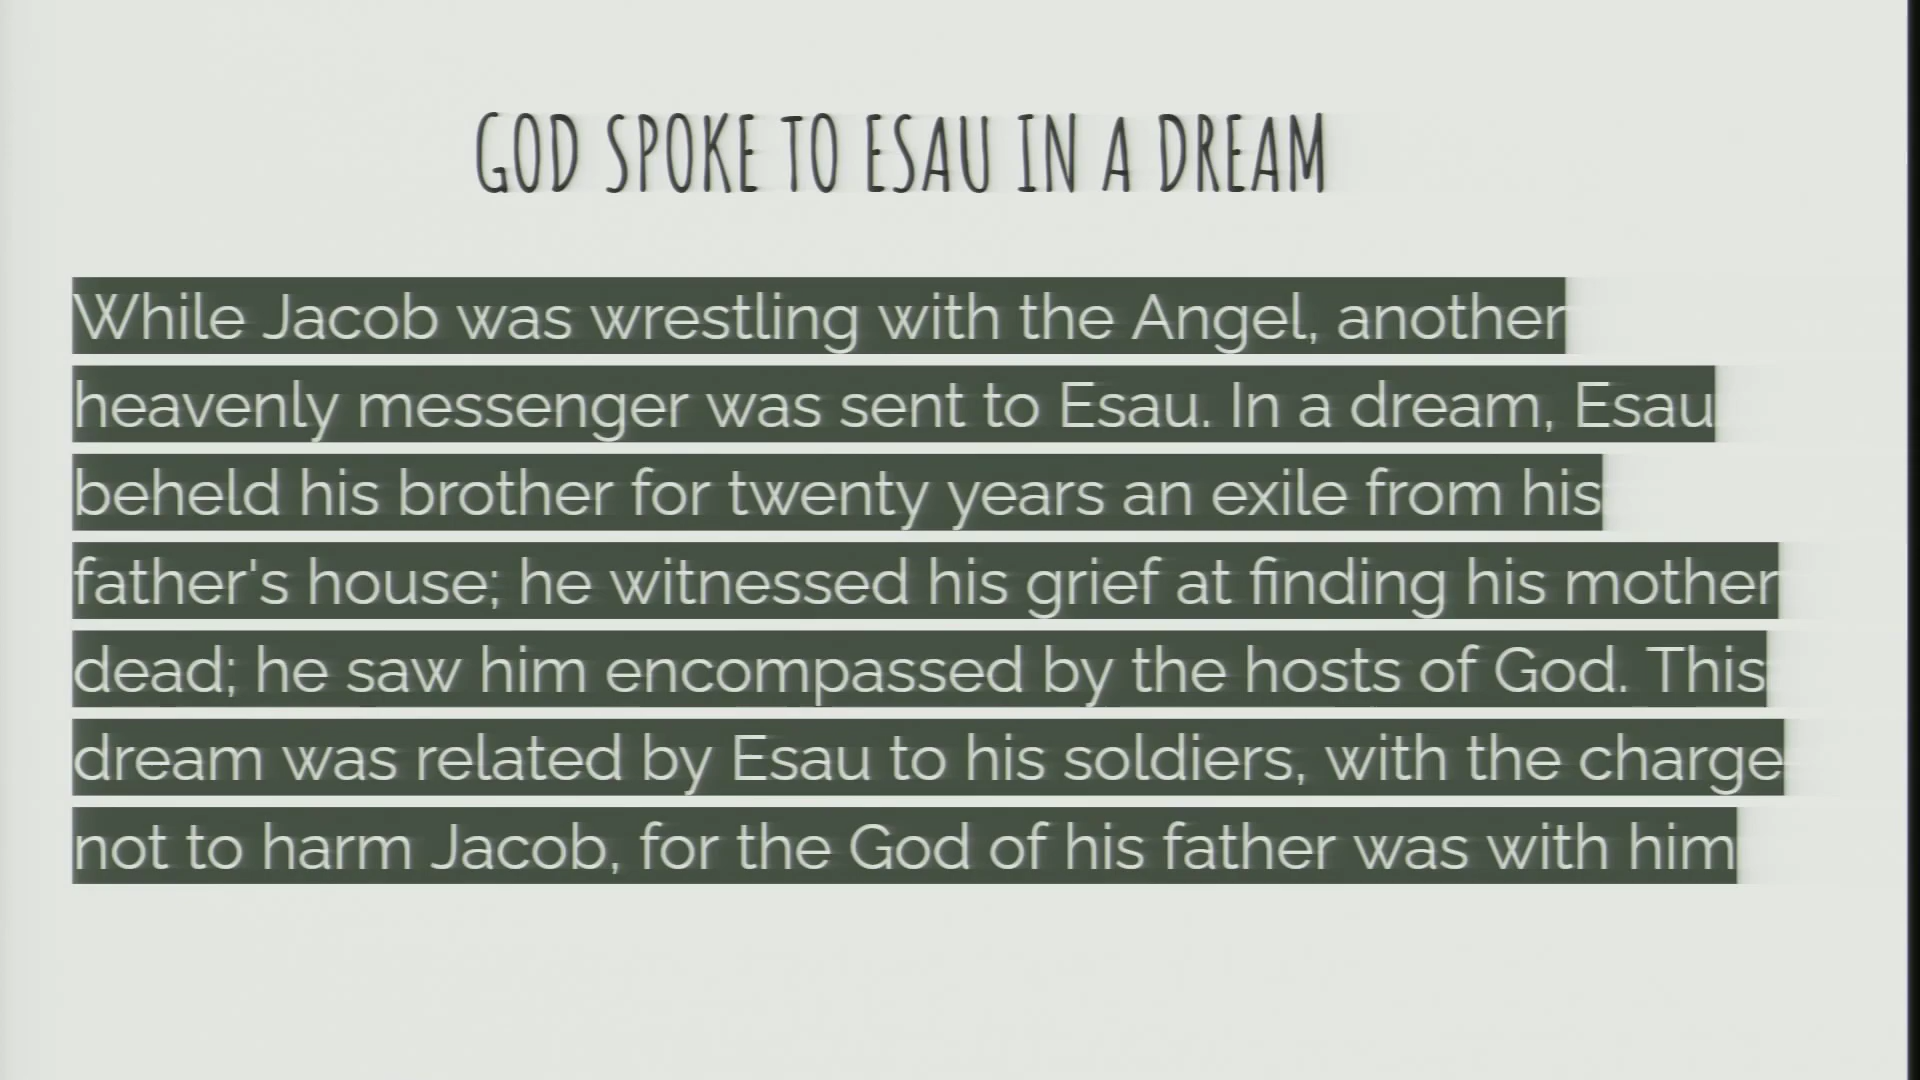 GOD SPOKE TO ESAU IN A DREAM
While Jacob was wrestling with the Angel, another
heavenly messenger was sent to Esau. In a dream, Esau
beheld his brother for twenty years an exile from his
father's house; he witnessed his grief at finding his mother
dead; he saw him encompassed by the hosts of God. This
dream was related by Esau to his soldiers, with the charge
not to harm Jacob, for the God of his father was with him